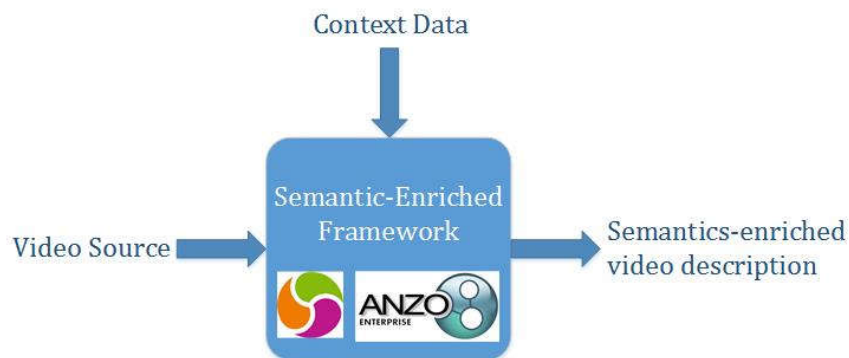 Context Data
Semantic-Enriched
Framework
Video Source
Semantics-enriched
video description
ANZO
ENTERPRISE